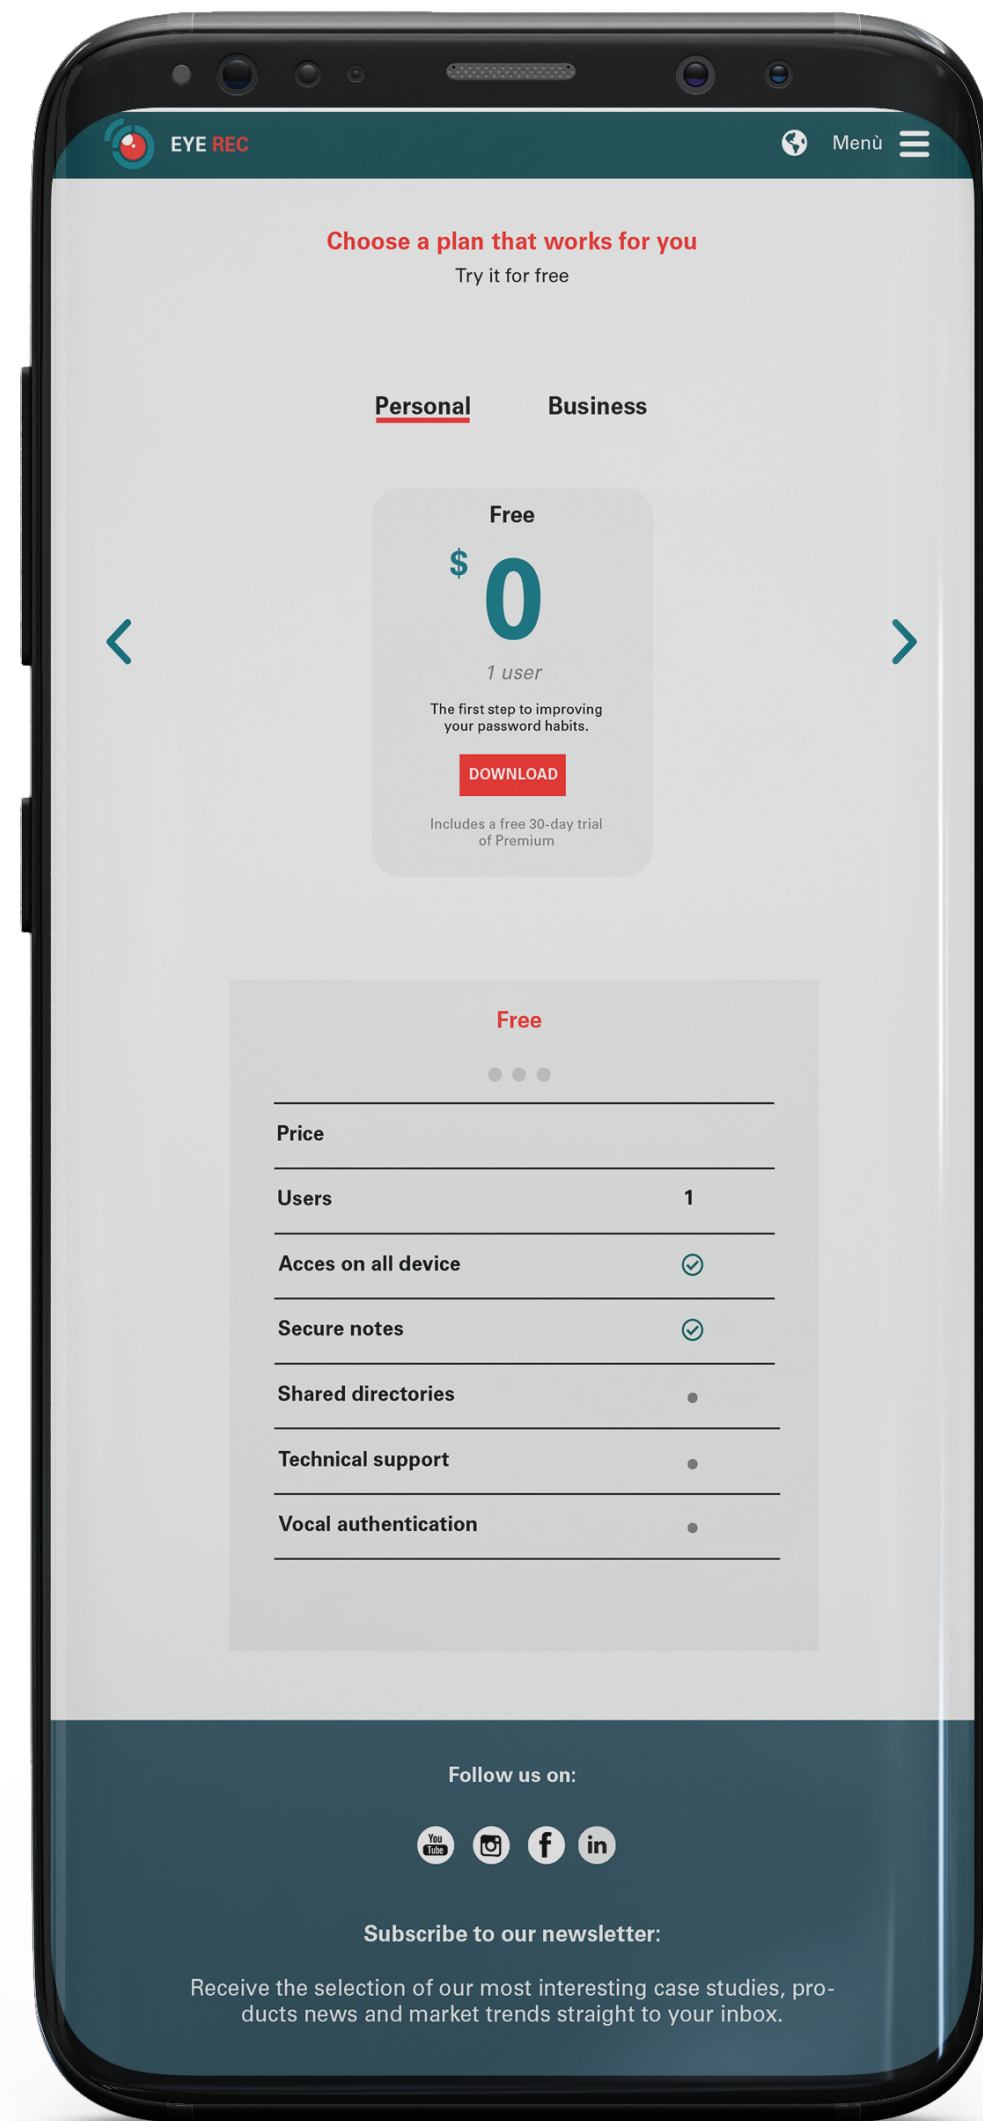 EYE REC
Menù
Choose a plan that works for you
Try it for free
Personal
Business
Free
$ 0
1 user
The first step to improving
your password habits.
DOWNLOAD
Includes a free 30-day trial
of Premium
Free
Price
Users 1
Acces on all device
Secure notes
Shared directories
Technical support
Vocal authentication
Follow us on:
You
Tube
f
in
Subscribe to our newsletter:
Receive the selection of our most interesting case studies, pro-
ducts news and market trends straight to your inbox.